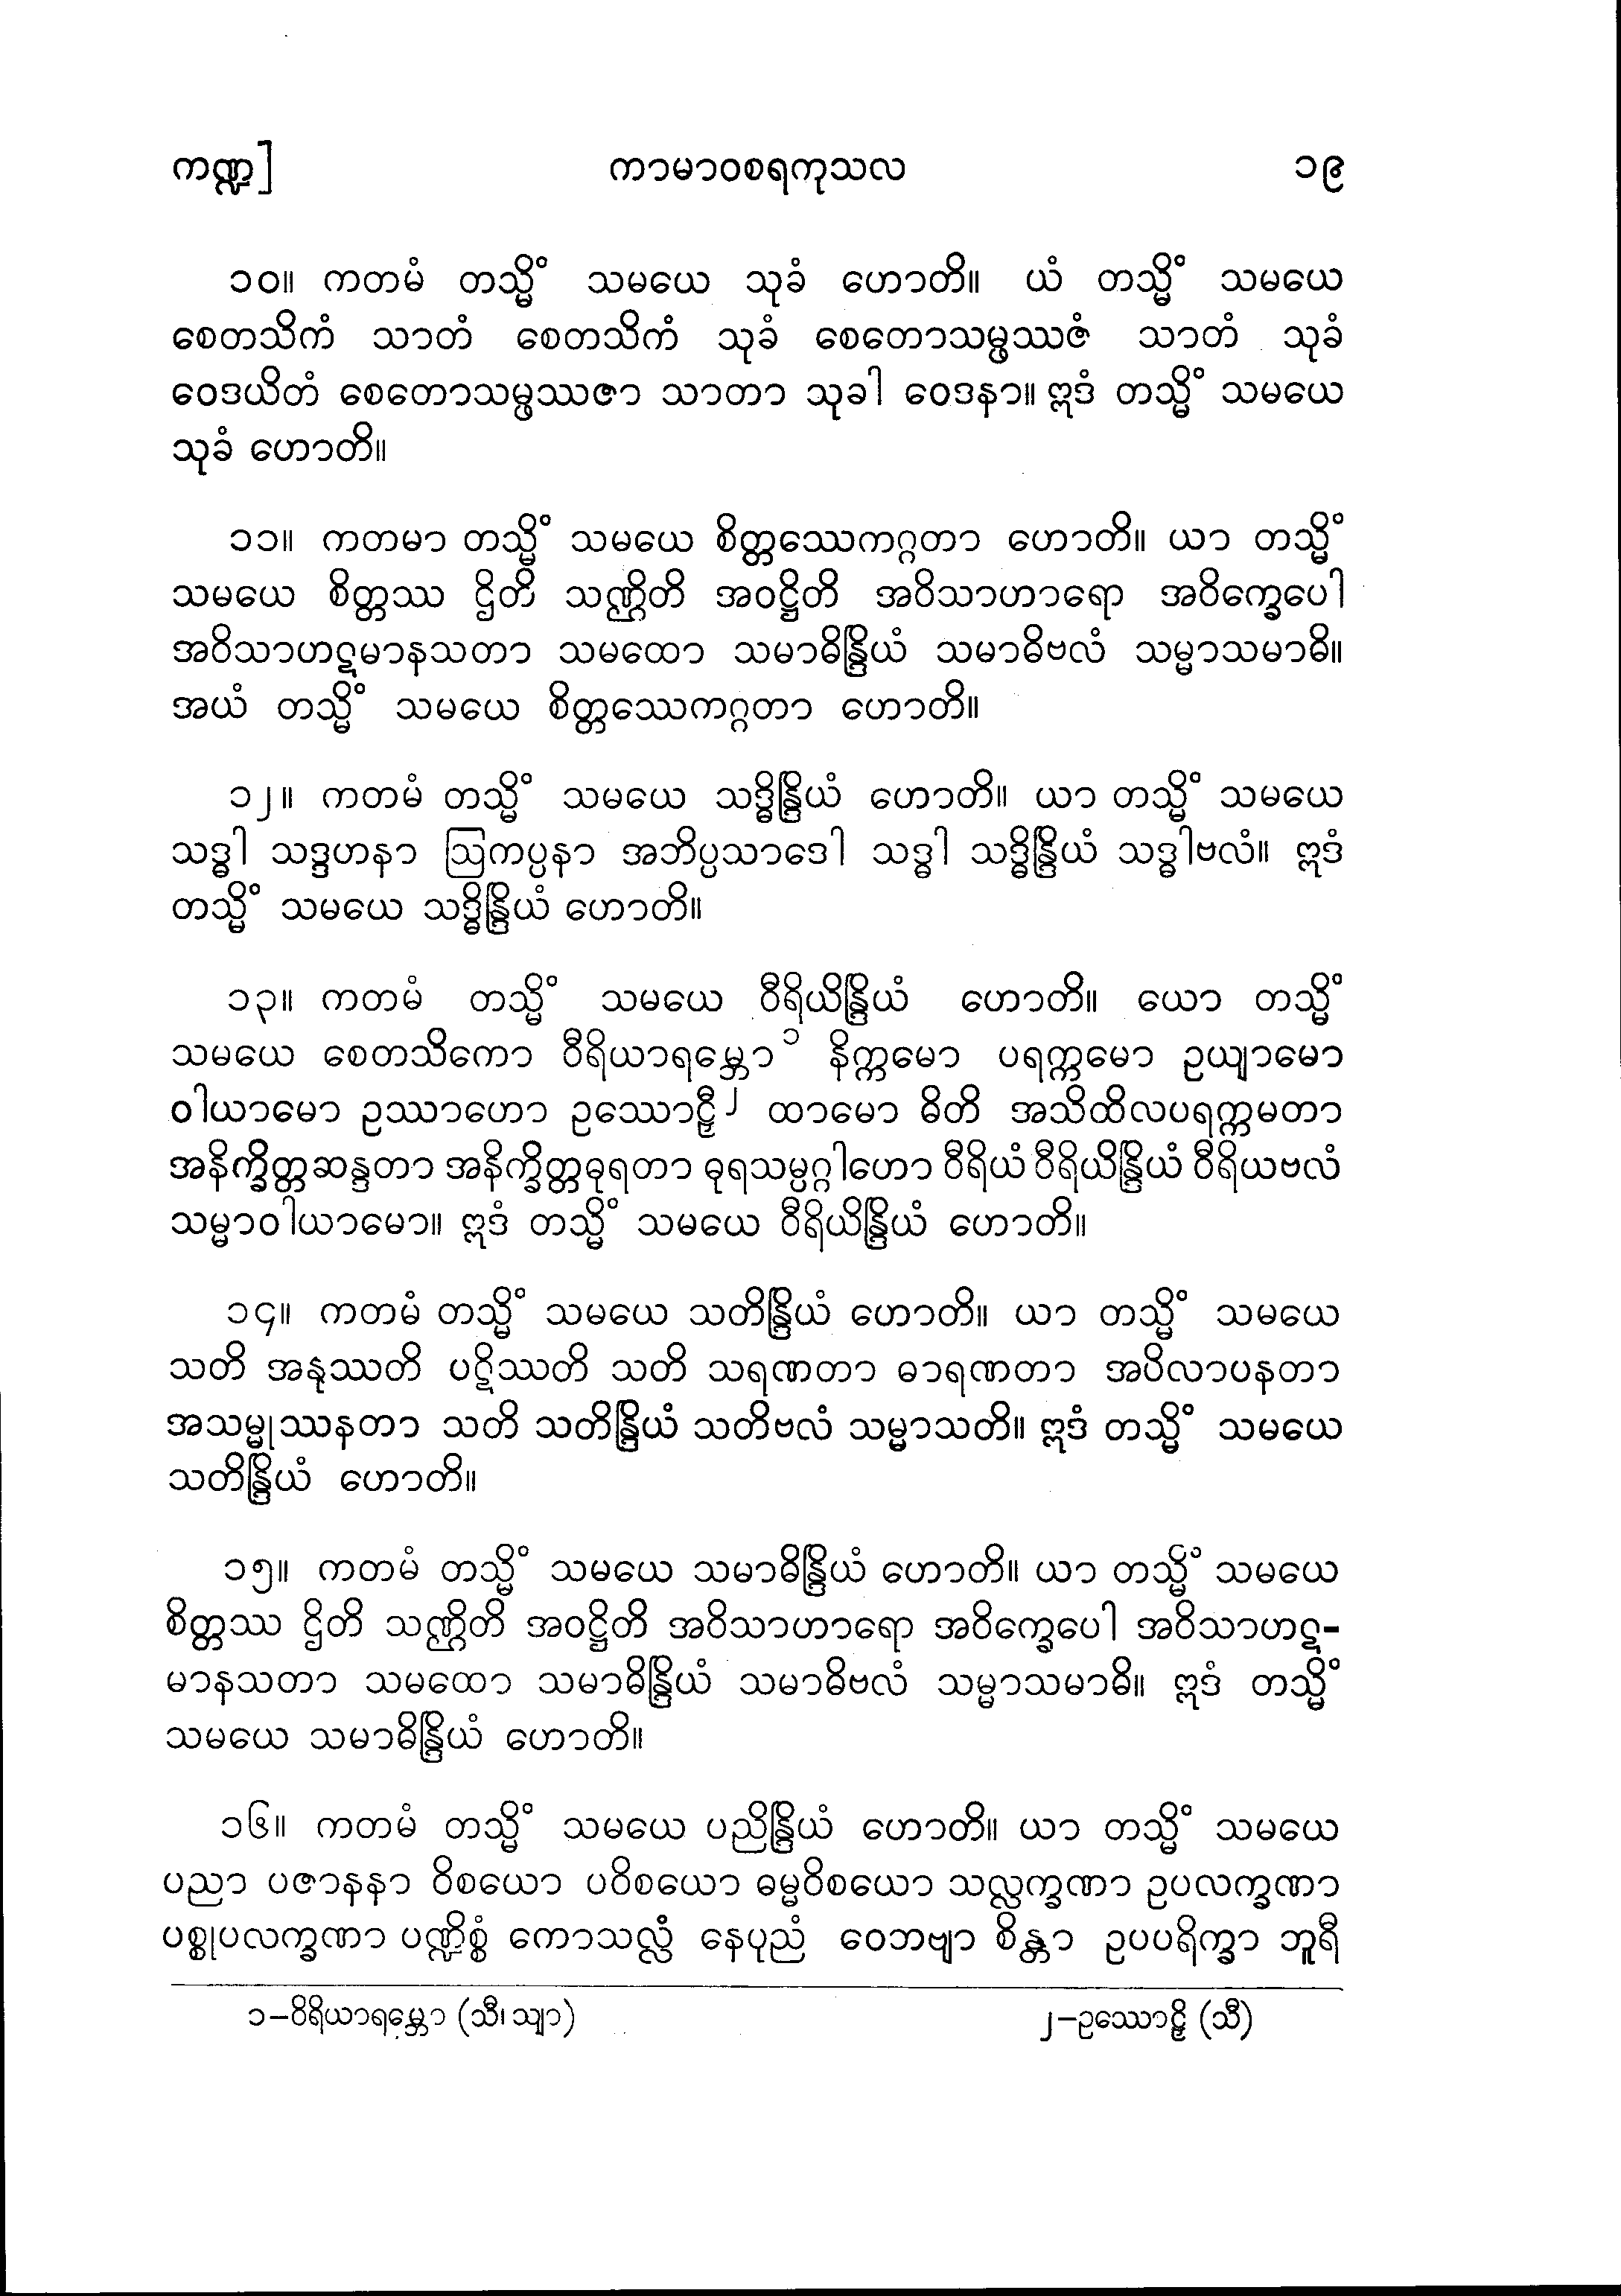 ကဏ္ဍ] ကာမာဝစရကုသလ ၁၉
၁၀။ ကတမံ တသ္မိံ သမယေ သုခံ ဟောတိ။ ယံ တသ္မိံ သမယေ
စေတသိကံ သာတံ စေတသိကံ သုခံ စေတောသမ္ဖဿဇံ သာတံ သုခံ
ဝေဒယိတံ စေတောသမ္ဖဿဇာ သာတာ သုခါ ဝေဒနာ။ ဣဒံ တသ္မိံ သမယေ
သုခံ ဟောတိ။
၁၁။ ကတမာ တသ္မိံ သမယေ စိတ္တဿေကဂ္ဂတာ ဟောတိ။ ယာ တသ္မိံ
သမယေ စိတ္တဿ ဌိတိ သဏ္ဌိတိ အဝဋ္ဌိတိ အဝိသာဟာရော အဝိက္ခေပေါ
အဝိသာဟဋမာနသတာ သမထော သမာဓိန္ဒြိယံ သမာဓိဗလံ သမ္မာသမာဓိ။
အယံ တသ္မိံ သမယေ စိတ္တဿေကဂ္ဂတာ ဟောတိ။
၁၂။ ကတမံ တသ္မိံ သမယေ သဒ္ဓိန္ဒြိယံ ဟောတိ။ ယာ တသ္မိံ သမယေ
သဒ္ဓါ သဒ္ဒဟနာ ဩကပ္ပနာ အဘိပ္ပသာဒေါ သဒ္ဓါ သဒ္ဓိန္ဒြိယံ သဒ္ဓါဗလံ။ ဣဒံ
တသ္မိံ သမယေ သဒ္ဓိန္ဒြိယံ ဟောတိ။
၁၃။ ကတမံ တသ္မိံ သမယေ ဝီရိယိန္ဒြိယံ ဟောတိ။ ယော တသ္မိံ
သမယေ စေတသိကော ဝီရိယာရမ္ဘော ၁ နိက္ကမော ပရက္ကမော ဥယျာမော
ဝါယာမော ဥဿာဟော ဥဿောဠှီ ၂ ထာမော ဓိတိ အသိထိလပရက္ကမတာ
အနိက္ခိတ္တဆန္ဒတာ အနိက္ခိတ္တဓုရတာ ဓုရသမ္ပဂ္ဂါဟော ဝီရိယံ ဝီရိယိန္ဒြိယံ ဝီရိယဗလံ
သမ္မာဝါယာမော။ ဣဒံ တသ္မိံ သမယေ ဝီရိယိန္ဒြိယံ ဟောတိ။
၁၄။ ကတမံ တသ္မိံ သမယေ သတိန္ဒြိယံ ဟောတိ။ ယာ တသ္မိံ သမယေ
သတိ အနုဿတိ ပဋိဿတိ သတိ သရဏတာ ဓာရဏတာ အပိလာပနတာ
အသမ္မုဿနတာ သတိ သတိန္ဒြိယံ သတိဗလံ သမ္မာသတိ။ ဣဒံ တသ္မိံ သမယေ
သတိန္ဒြိယံ ဟောတိ။
၁၅။ ကတမံ တသ္မိံ သမယေ သမာဓိန္ဒြိယံ ဟောတိ။ ယာ တသ္မိံ သမယေ
စိတ္တဿ ဌိတိ သဏ္ဌိတိ အဝဋ္ဌိတိ အဝိသာဟာရော အဝိက္ခေပေါ အဝိသာဟဋ-
မာနသတာ သမထော သမာဓိန္ဒြိယံ သမာဓိဗလံ သမ္မာသမာဓိ။ ဣဒံ တသ္မိံ
သမယေ သမာဓိန္ဒြိယံ ဟောတိ။
၁၆။ ကတမံ တသ္မိံ သမယေ ပညိန္ဒြိယံ ဟောတိ။ ယာ တသ္မိံ သမယေ
ပညာ ပဇာနနာ ဝိစယော ပဝိစယော ဓမ္မဝိစယော သလ္လက္ခဏာ ဥပလက္ခဏာ
ပစ္စုပလက္ခဏာ ပဏ္ဍိစ္စံ ကောသလ္လံ နေပုညံ ဝေဘဗျာ စိန္တာ ဥပပရိက္ခာ ဘူရီ
၁-ဝိရိယာရမ္ဘော (သီ၊ သျာ) ၂-ဥဿောဠှိ (သီ)